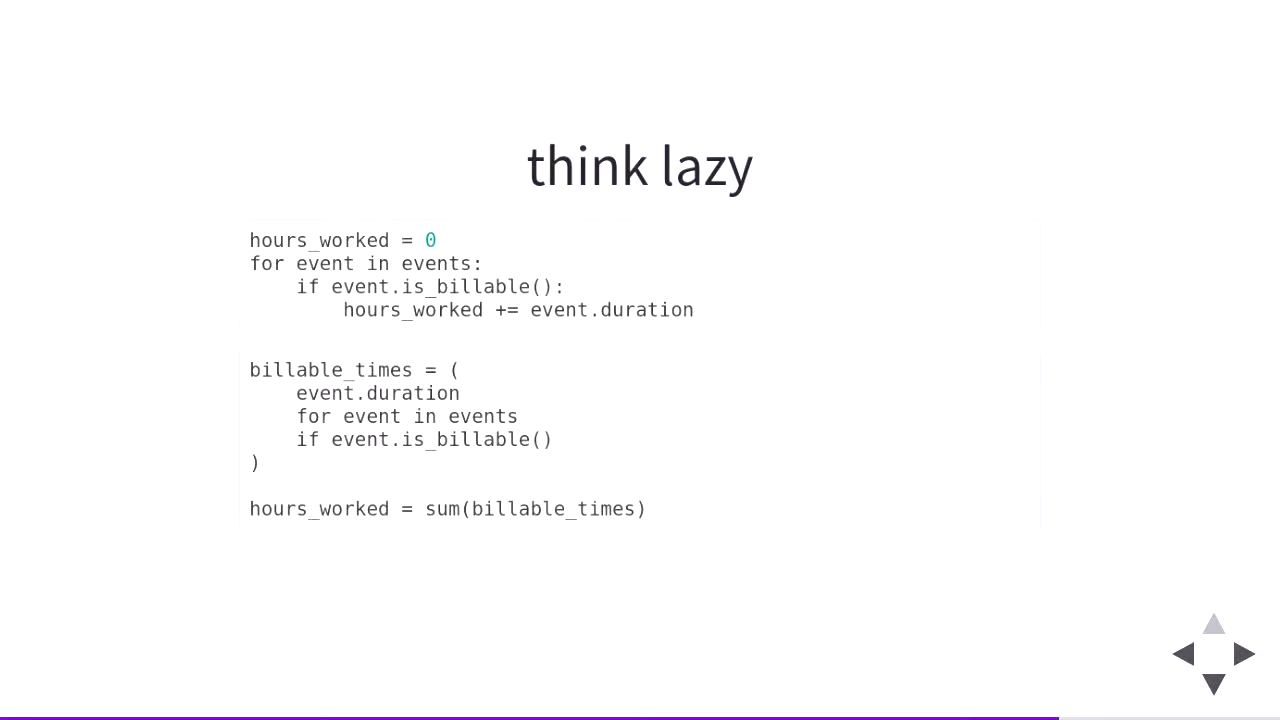 think lazy
hours_worked = 0
for event in events:
    if event.is_billable():
        hours_worked += event.duration
billable_times = (
    event.duration
    for event in events
    if event.is_billable()
)
hours_worked = sum(billable_times)